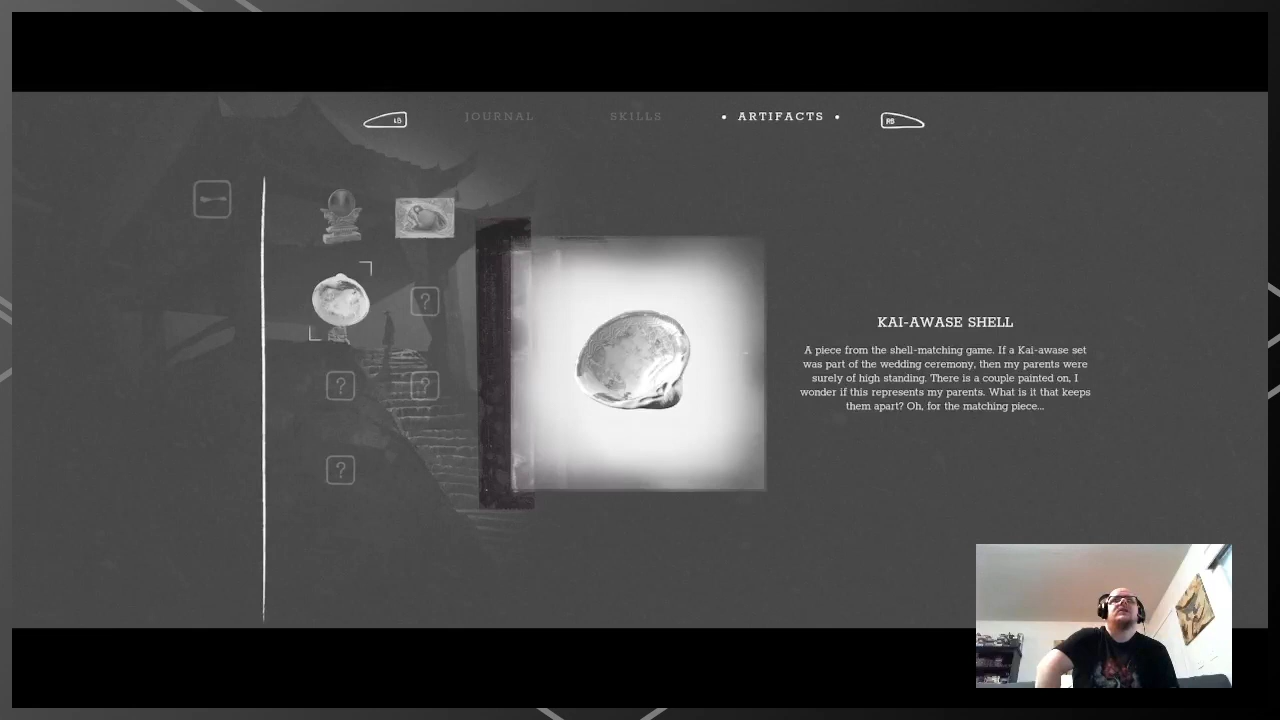 LB
JOURNAL
SKILLS
• ARTIFACTS •
RB
?
? ?
?
KAI-AWASE SHELL
A piece from the shell-matching game. If a Kai-awase set
was part of the wedding ceremony, then my parents were
surely of high standing. There is a couple painted on, I
wonder if this represents my parents. What is it that keeps
them apart? Oh, for the matching piece...